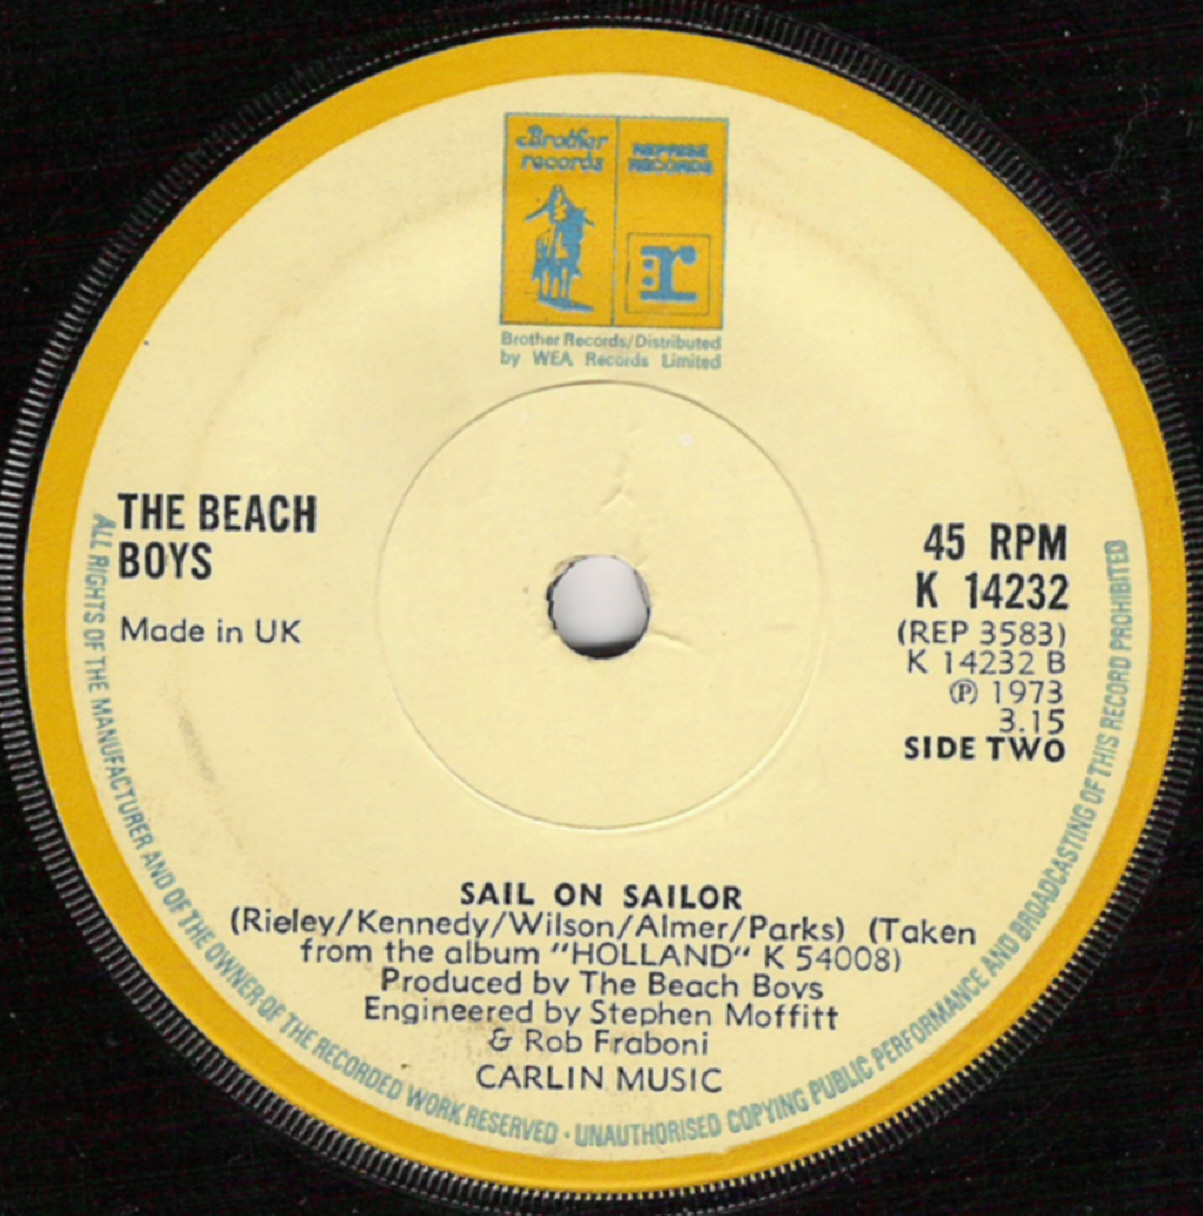 Brother records
REPRISE RECORDS
r
Brother Records/Distributed
by WEA Records Limited
THE BEACH
BOYS
Made in UK
45 RPM
K 14232
(REP 3583)
K 14232 B
℗ 1973
3.15
SIDE TWO
SAIL ON SAILOR
(Rieley/Kennedy/Wilson/Almer/Parks) (Taken
from the album "HOLLAND" K 54008)
Produced by The Beach Boys
Engineered by Stephen Moffitt
& Rob Fraboni
CARLIN MUSIC
ALL RIGHTS OF THE MANUFACTURER AND OF THE OWNER OF THE RECORDED WORK RESERVED · UNAUTHORISED COPYING PUBLIC PERFORMANCE AND BROADCASTING OF THIS RECORD PROHIBITED